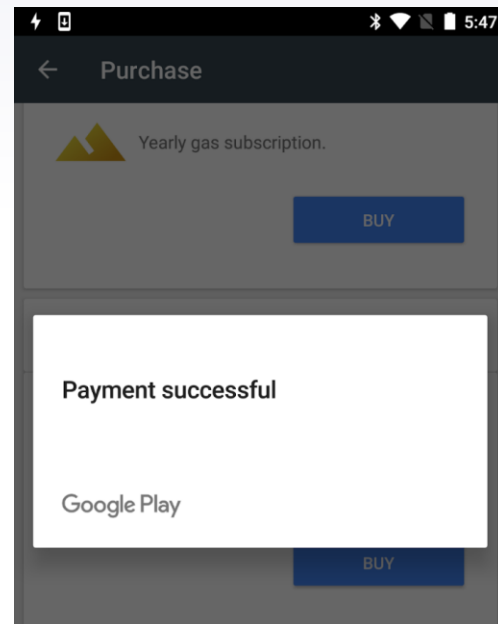 5:47
Purchase
Yearly gas subscription.
BUY
Payment successful
Google Play
BUY